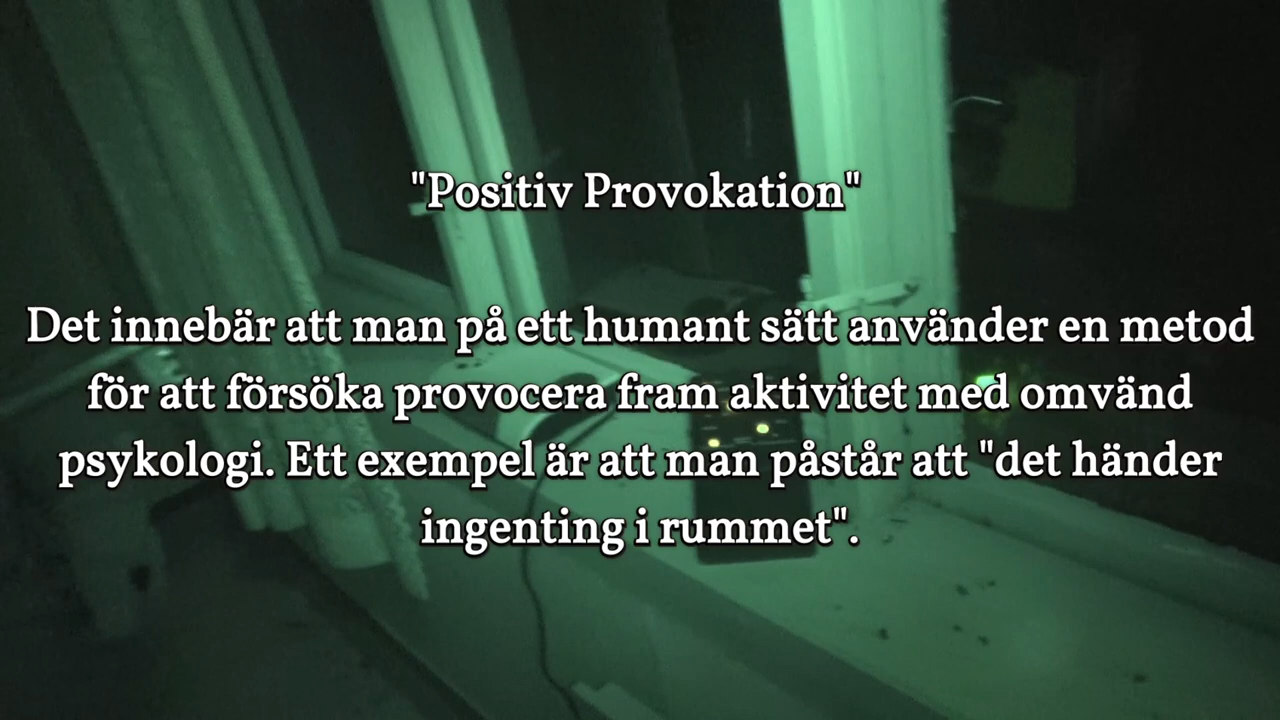 "Positiv Provokation"
Det innebär att man på ett humant sätt använder en metod
för att försöka provocera fram aktivitet med omvänd
psykologi. Ett exempel är att man påstår att "det händer
ingenting i rummet".